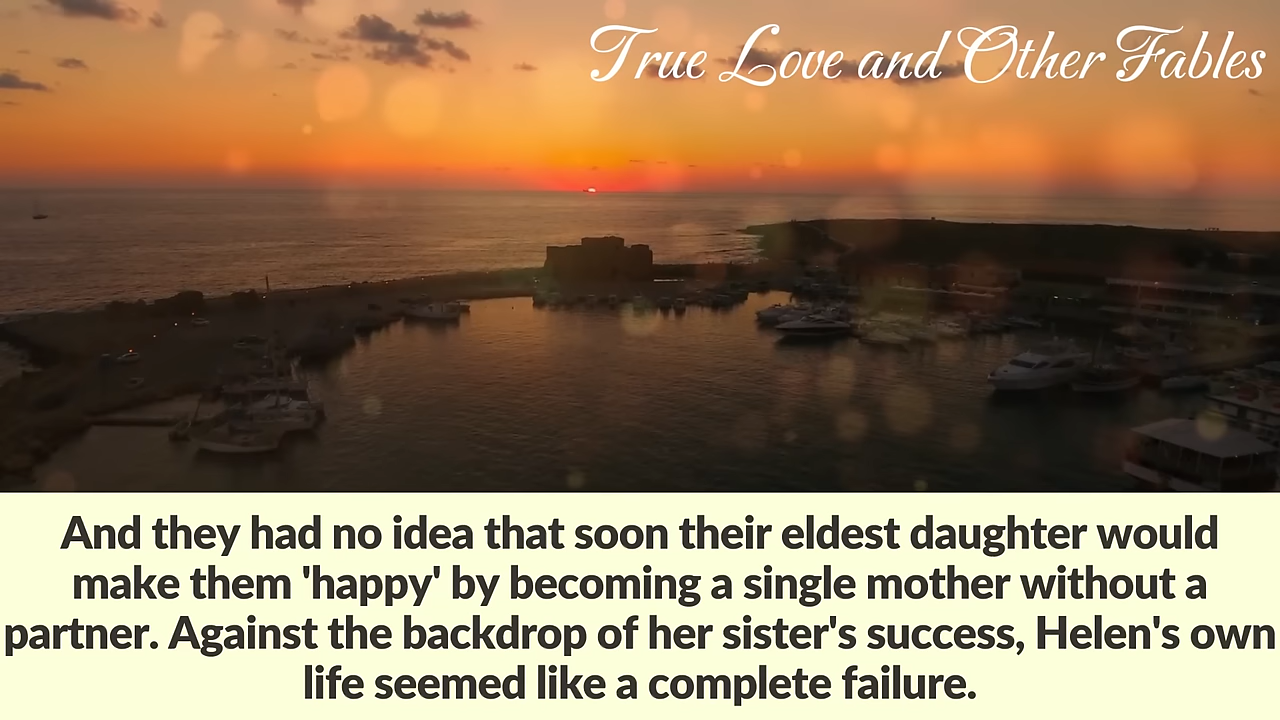 True Love and Other Fables
And they had no idea that soon their eldest daughter would
make them 'happy' by becoming a single mother without a
partner. Against the backdrop of her sister's success, Helen's own
life seemed like a complete failure.